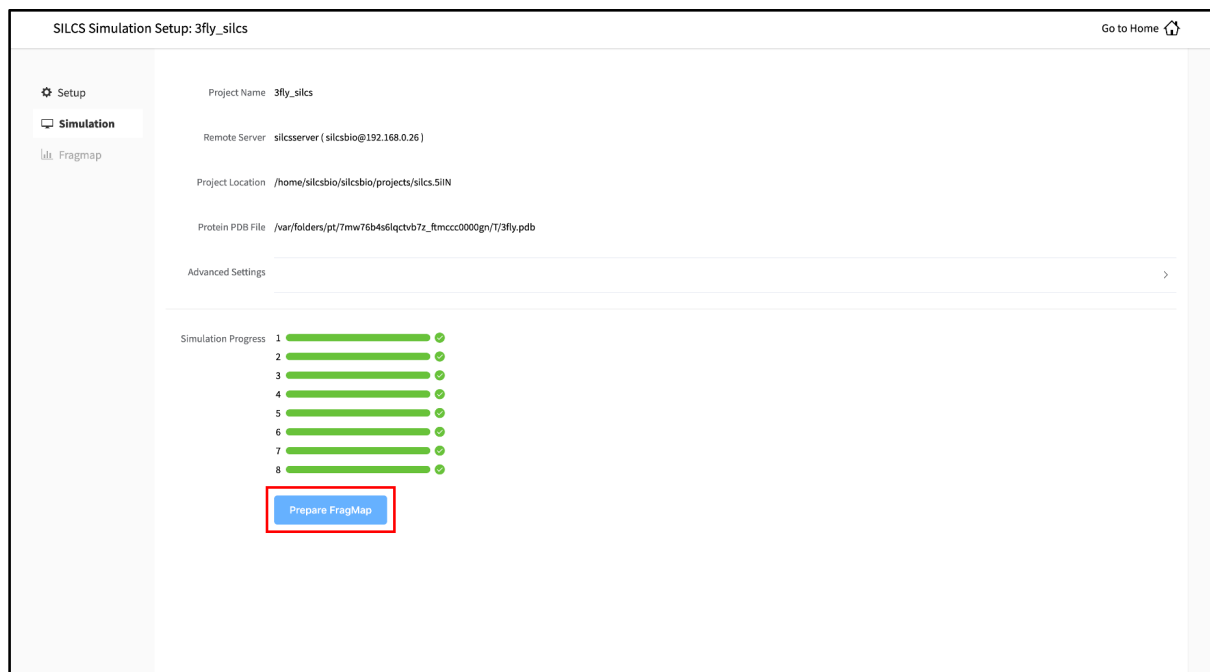 SILCS Simulation Setup: 3fly_silcs
Go to Home
Setup
Simulation
Fragmap
Project Name 3fly_silcs
Remote Server silcsserver ( silcsbio@192.168.0.26 )
Project Location /home/silcsbio/silcsbio/projects/silcs.5iIN
Protein PDB File /var/folders/pt/7mw76b4s6lqctvb7z_ftmccc0000gn/T/3fly.pdb
Advanced Settings
Simulation Progress 1
2
3
4
5
6
7
8
Prepare FragMap